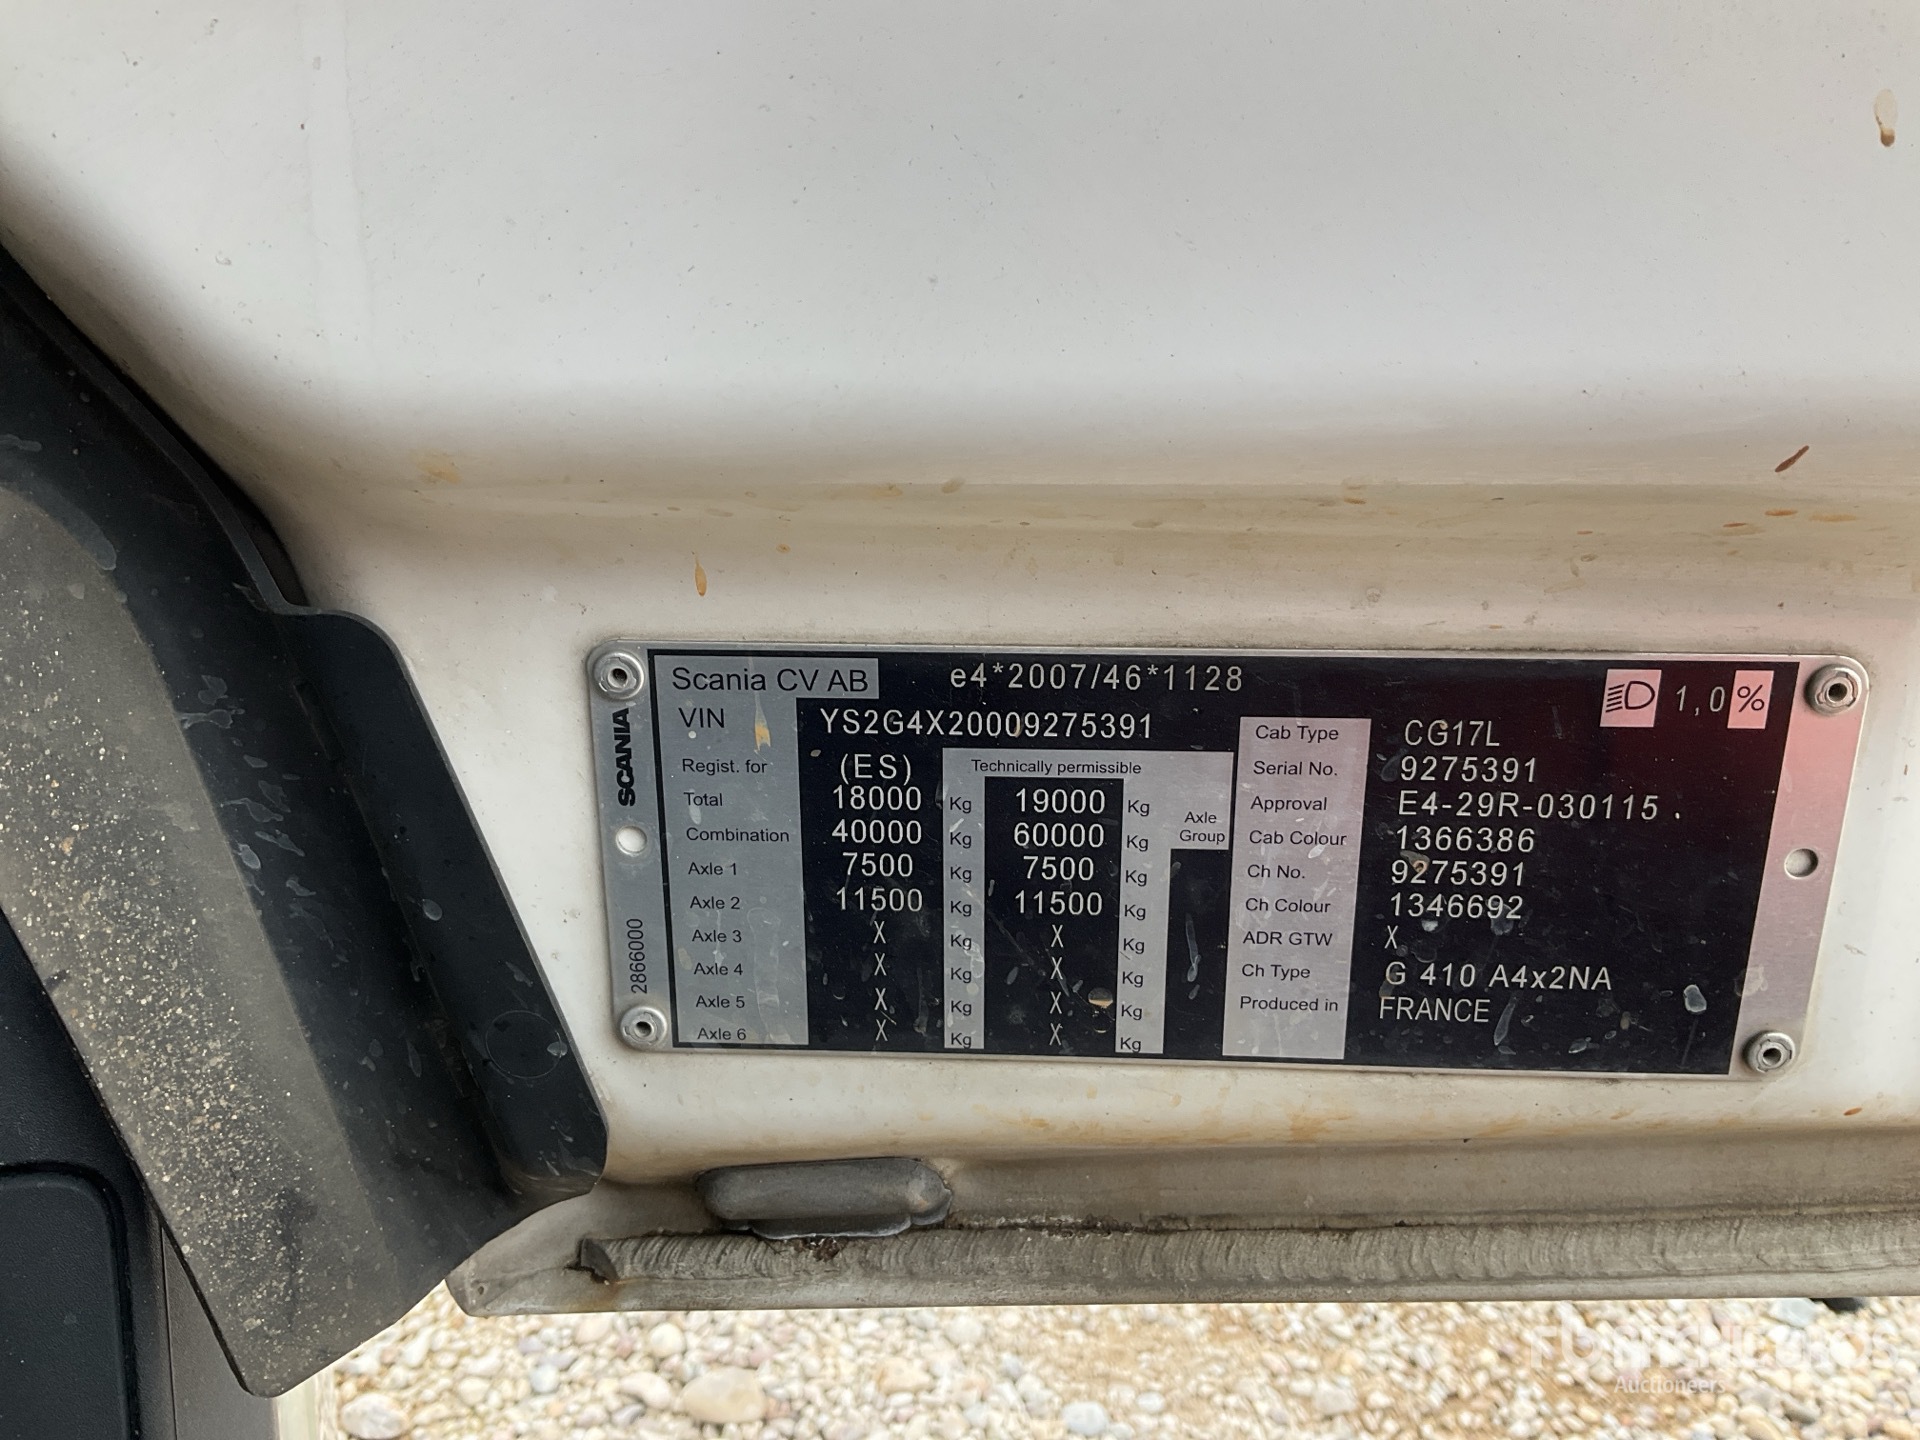 Scania CV AB e4*2007/46*1128 1,0 %
VIN YS2G4X20009275391
Regist. for (ES) Technically permissible
Total 18000 Kg 19000 Kg
Combination 40000 Kg 60000 Kg
Axle Group
Axle 1 7500 Kg 7500 Kg
Axle 2 11500 Kg 11500 Kg
Axle 3 X Kg X Kg
Axle 4 X Kg X Kg
Axle 5 X Kg X Kg
Axle 6 X Kg X Kg
Cab Type CG17L
Serial No. 9275391
Approval E4-29R-030115 .
Cab Colour 1366386
Ch No. 9275391
Ch Colour 1346692
ADR GTW X
Ch Type G 410 A4x2NA
Produced in FRANCE
SCANIA
2866000
Auctioneers